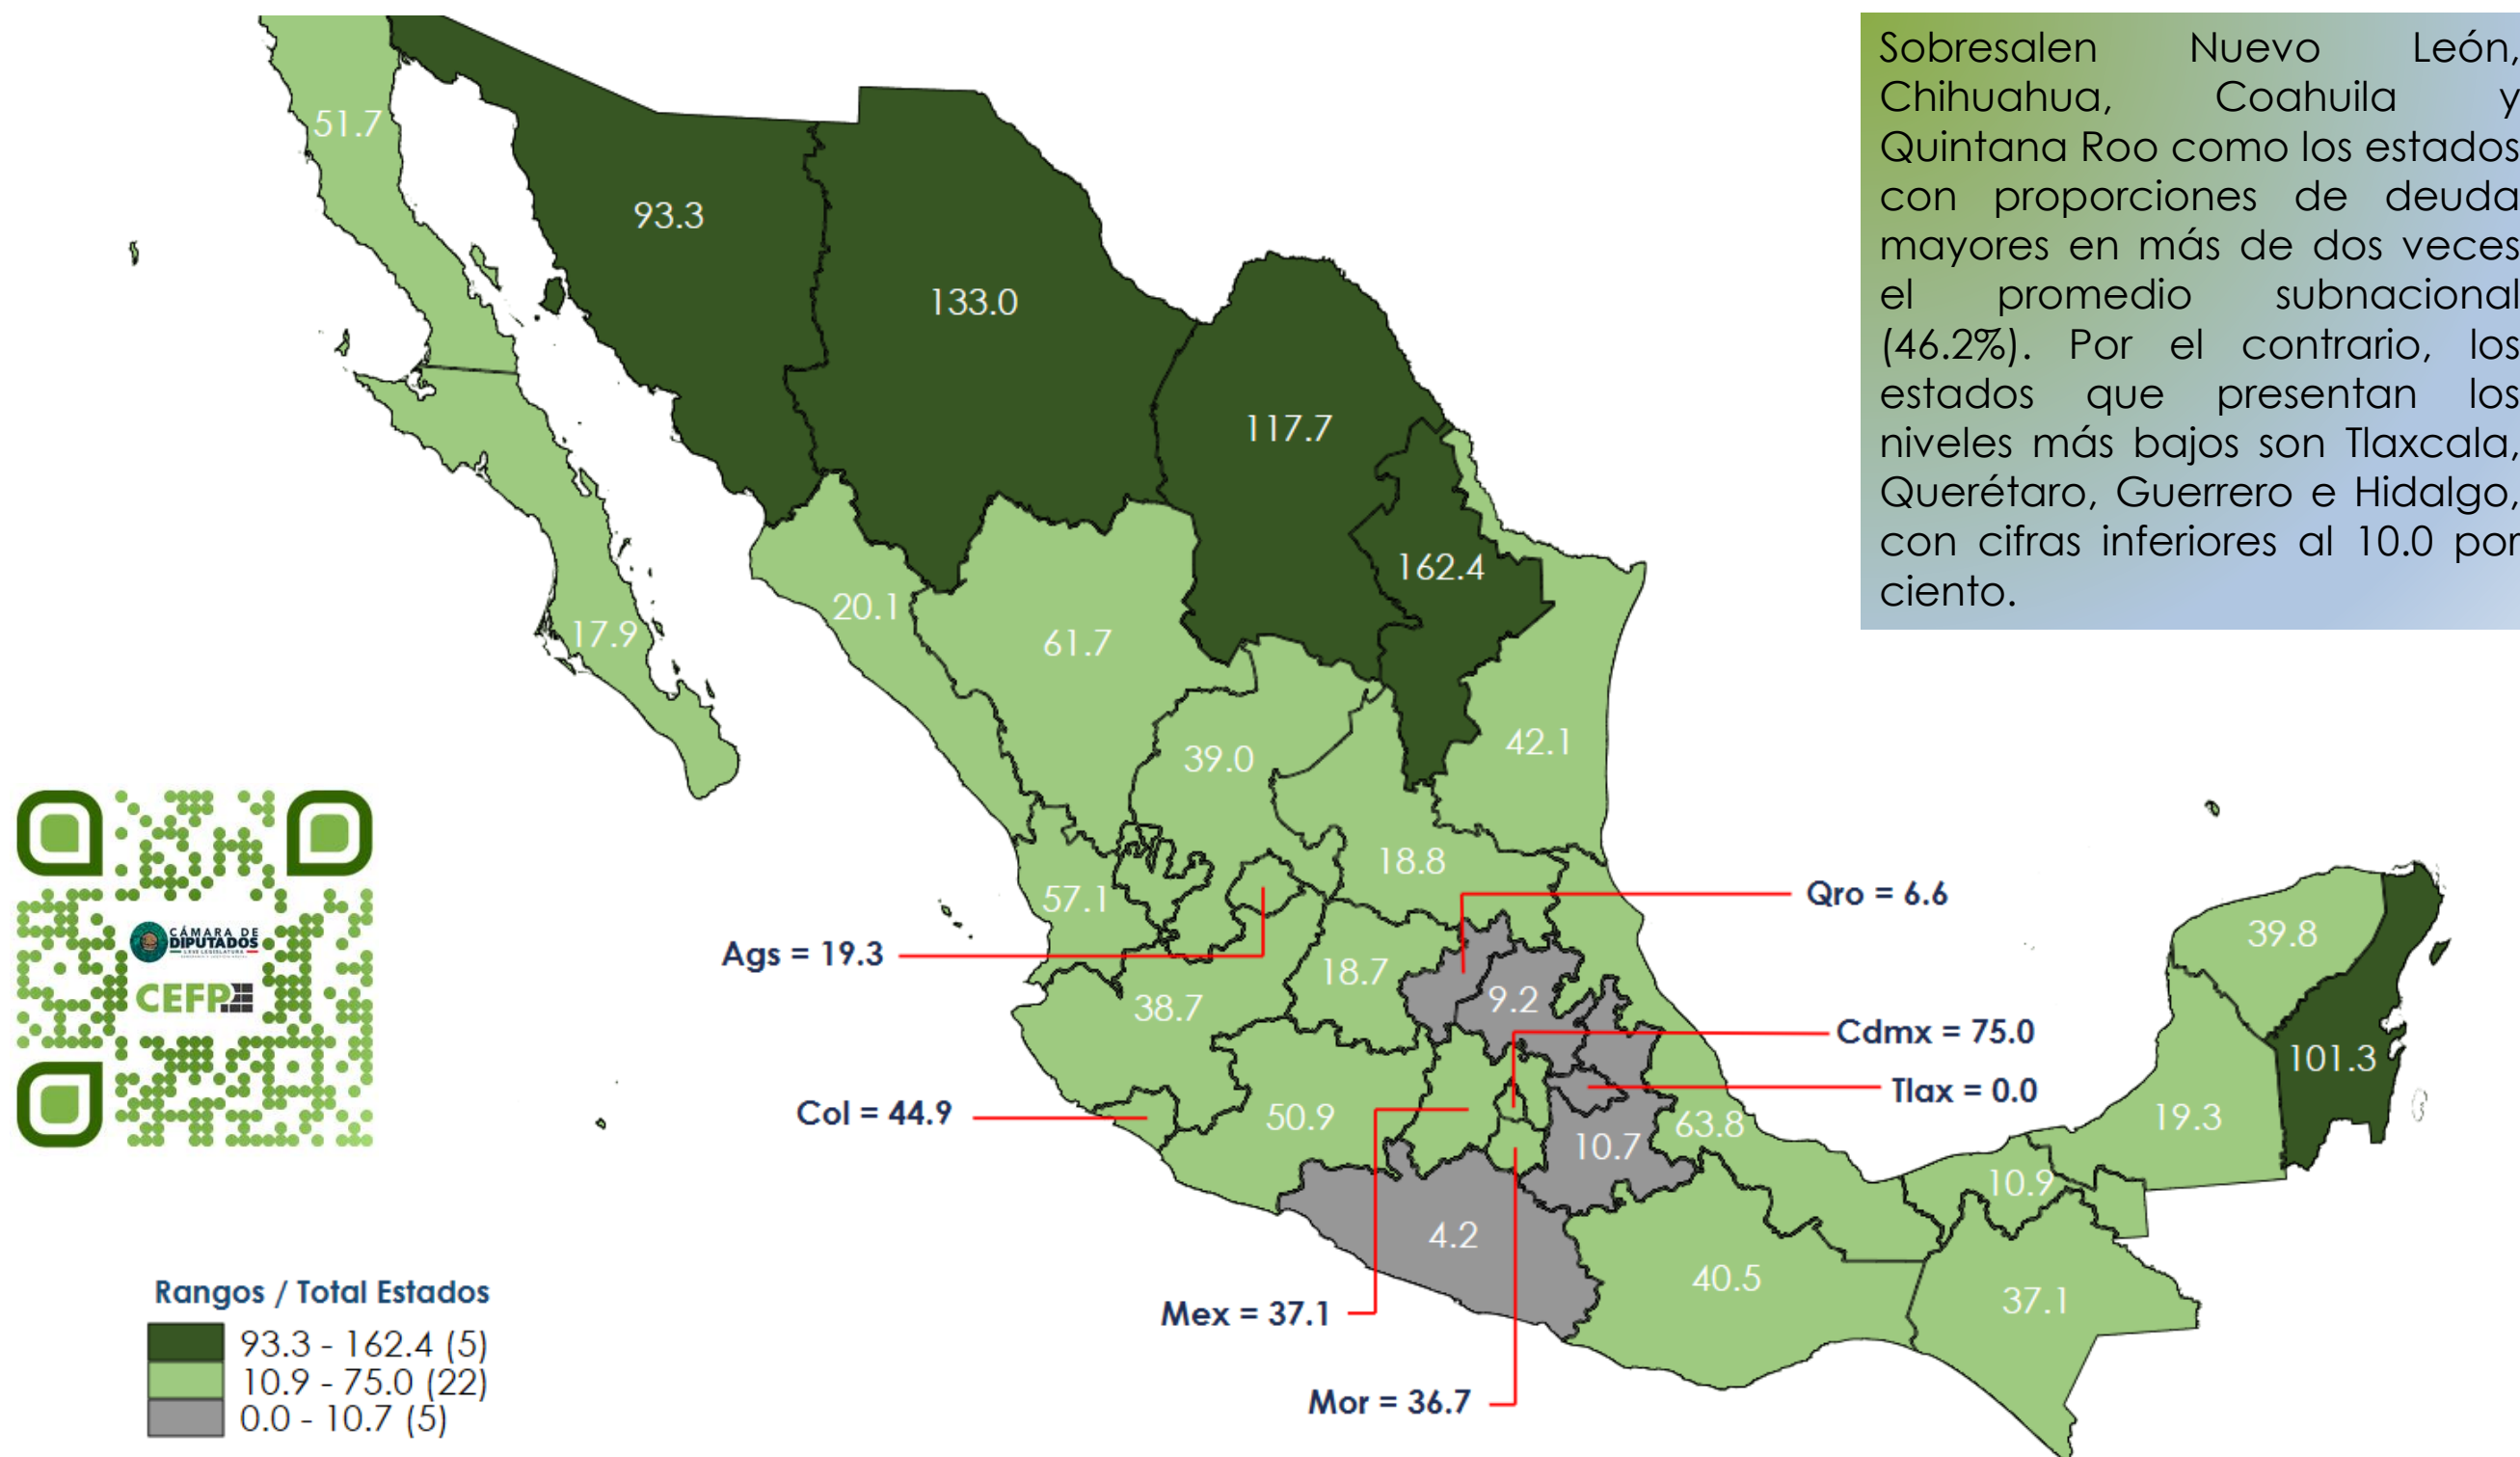 Sobresalen Nuevo León,
Chihuahua, Coahuila y
Quintana Roo como los estados
con proporciones de deuda
mayores en más de dos veces
el promedio subnacional
(46.2%). Por el contrario, los
estados que presentan los
niveles más bajos son Tlaxcala,
Querétaro, Guerrero e Hidalgo,
con cifras inferiores al 10.0 por
ciento.
51.7
93.3
133.0
117.7
162.4
20.1
17.9
61.7
39.0
42.1
18.8
57.1
Qro = 6.6
Ags = 19.3
18.7
9.2
38.7
39.8
Cdmx = 75.0
101.3
Tlax = 0.0
Col = 44.9
50.9
63.8
19.3
10.7
10.9
4.2
40.5
37.1
Mex = 37.1
Mor = 36.7
CÁMARA DE
DIPUTADOS
CEFP
Rangos / Total Estados
93.3 - 162.4 (5)
10.9 - 75.0 (22)
0.0 - 10.7 (5)